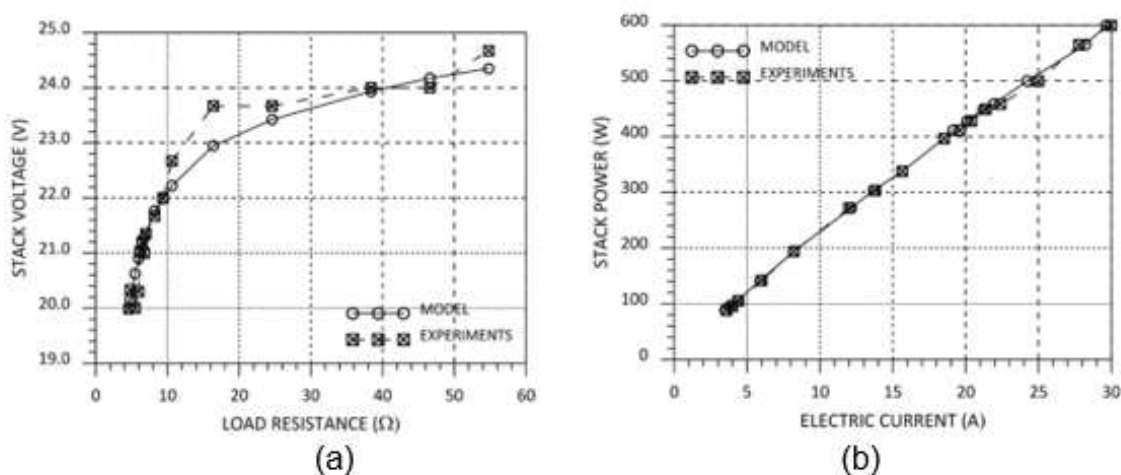 25.0
24.0
23.0
22.0
21.0
20.0
19.0
STACK VOLTAGE (V)
MODEL
EXPERIMENTS
0 10 20 30 40 50 60
LOAD RESISTANCE (Ω)
(a)
600
500
400
300
200
100
0
STACK POWER (W)
MODEL
EXPERIMENTS
0 5 10 15 20 25 30
ELECTRIC CURRENT (A)
(b)